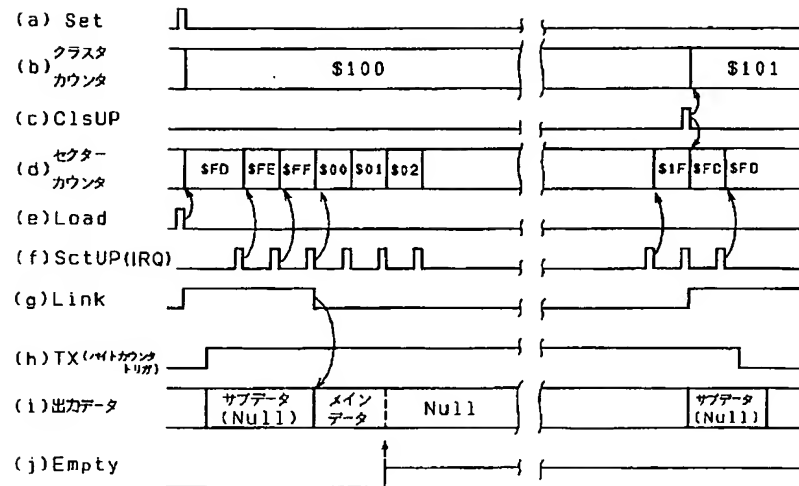 (a) Set
(b) クラスタ カウンタ $100 $101
(c) ClsUP
(d) セクター カウンタ $FD $FE $FF $00 $01 $02 $1F $FC $FD
(e) Load
(f) SctUP(IRQ)
(g) Link
(h) TX (バイトカウンタ トリガ)
(i) 出力データ サブデータ (Null) メイン データ Null サブデータ (Null)
(j) Empty